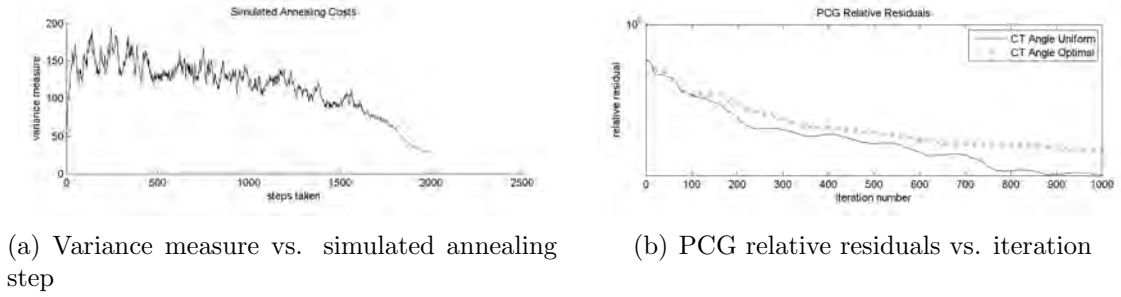 Simulated Annealing Costs
200
150
100
50
0
variance measure
0 500 1000 1500 2000 2500
steps taken
(a) Variance measure vs. simulated annealing
step
PCG Relative Residuals
relative residual
CT Angle Uniform
CT Angle Optimal
0 100 200 300 400 500 600 700 800 900 1000
iteration number
(b) PCG relative residuals vs. iteration